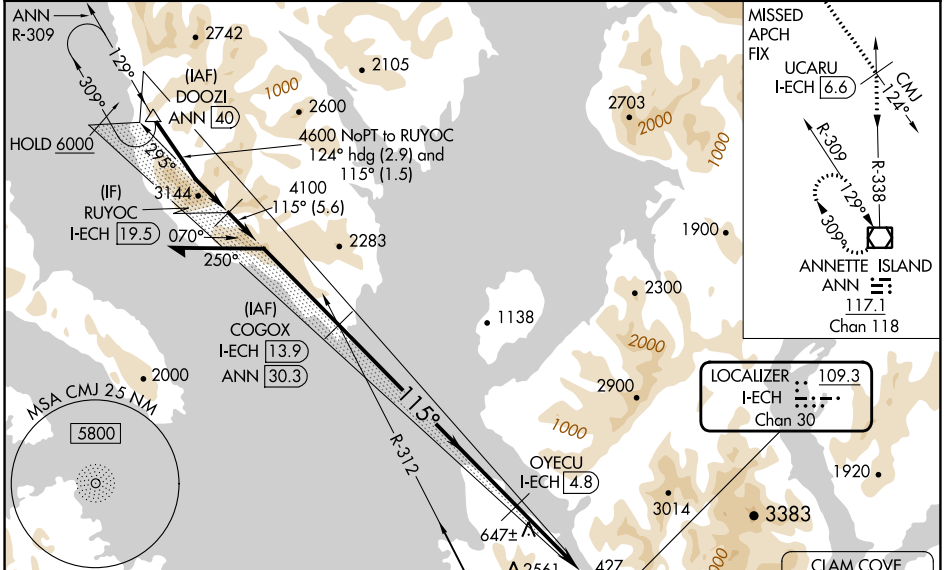 ANN
R-309
129°
309°
HOLD 6000
295°
2742
(IAF)
DOOZI
ANN 40
2105
1000
2600
4600 NoPT to RUYOC
124° hdg (2.9) and
115° (1.5)
4100
115° (5.6)
3144
(IF)
RUYOC
I-ECH 19.5
070°
250°
2283
(IAF)
COGOX
I-ECH 13.9
ANN 30.3
2703
2000
1000
1900
2300
1138
2000
2900
1000
2000
MSA CMJ 25 NM
5800
115°
R-312
OYECU
I-ECH 4.8
647±
2561
427
3014
3383
1920
LOCALIZER 109.3
I-ECH
Chan 30
MISSED
APCH
FIX
UCARU
I-ECH 6.6
CMJ
124°
R-309
R-338
129°
309°
ANNETTE ISLAND
ANN
117.1
Chan 118
CLAM COVE